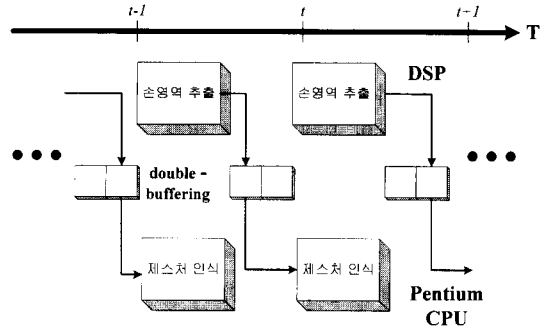 t-1 t t+1
T
손영역 추출 손영역 추출 DSP
double -
buffering
제스처 인식 제스처 인식
Pentium
CPU